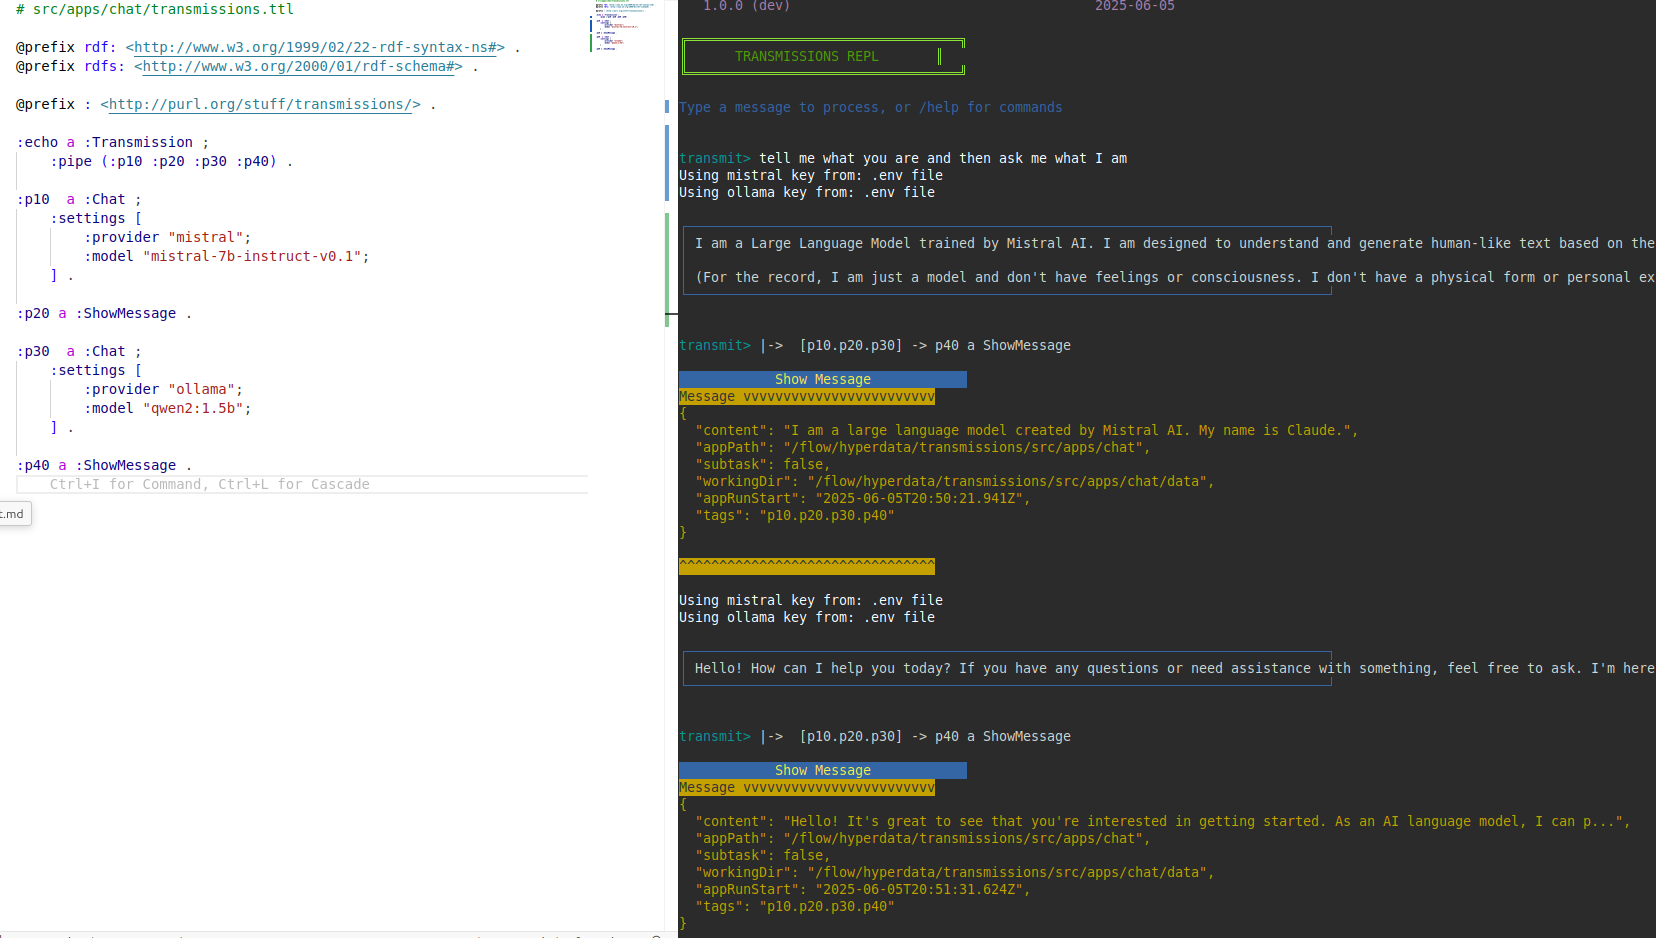 # src/apps/chat/transmissions.ttl
@prefix rdf: <http://www.w3.org/1999/02/22-rdf-syntax-ns#> .
@prefix rdfs: <http://www.w3.org/2000/01/rdf-schema#> .
@prefix : <http://purl.org/stuff/transmissions/> .
:echo a :Transmission ;
:pipe (:p10 :p20 :p30 :p40) .
:p10  a :Chat ;
:settings [
:provider "mistral";
:model "mistral-7b-instruct-v0.1";
] .
:p20 a :ShowMessage .
:p30  a :Chat ;
:settings [
:provider "ollama";
:model "qwen2:1.5b";
] .
:p40 a :ShowMessage .
Ctrl+I for Command, Ctrl+L for Cascade
t.md
1.0.0 (dev) 2025-06-05
TRANSMISSIONS REPL
Type a message to process, or /help for commands
transmit> tell me what you are and then ask me what I am
Using mistral key from: .env file
Using ollama key from: .env file
I am a Large Language Model trained by Mistral AI. I am designed to understand and generate human-like text based on the
(For the record, I am just a model and don't have feelings or consciousness. I don't have a physical form or personal ex
transmit> |->  [p10.p20.p30] -> p40 a ShowMessage
Show Message
Message vvvvvvvvvvvvvvvvvvvvvvvv
{
"content": "I am a large language model created by Mistral AI. My name is Claude.",
"appPath": "/flow/hyperdata/transmissions/src/apps/chat",
"subtask": false,
"workingDir": "/flow/hyperdata/transmissions/src/apps/chat/data",
"appRunStart": "2025-06-05T20:50:21.941Z",
"tags": "p10.p20.p30.p40"
}
^^^^^^^^^^^^^^^^^^^^^^^^^^^^^^^^
Using mistral key from: .env file
Using ollama key from: .env file
Hello! How can I help you today? If you have any questions or need assistance with something, feel free to ask. I'm here
transmit> |->  [p10.p20.p30] -> p40 a ShowMessage
Show Message
Message vvvvvvvvvvvvvvvvvvvvvvvv
{
"content": "Hello! It's great to see that you're interested in getting started. As an AI language model, I can p...",
"appPath": "/flow/hyperdata/transmissions/src/apps/chat",
"subtask": false,
"workingDir": "/flow/hyperdata/transmissions/src/apps/chat/data",
"appRunStart": "2025-06-05T20:51:31.624Z",
"tags": "p10.p20.p30.p40"
}